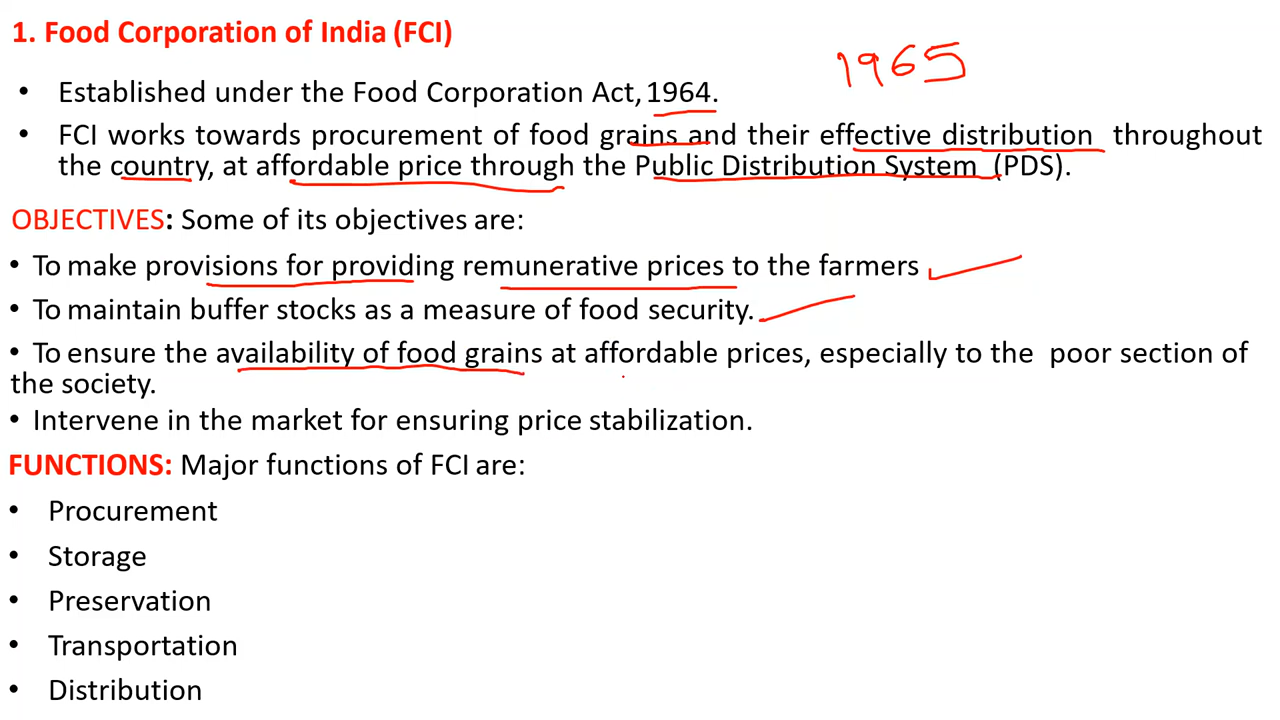 1. Food Corporation of India (FCI)
1965
• Established under the Food Corporation Act, 1964.
• FCI works towards procurement of food grains and their effective distribution throughout
the country, at affordable price through the Public Distribution System (PDS).
OBJECTIVES: Some of its objectives are:
• To make provisions for providing remunerative prices to the farmers
• To maintain buffer stocks as a measure of food security.
• To ensure the availability of food grains at affordable prices, especially to the poor section of
the society.
• Intervene in the market for ensuring price stabilization.
FUNCTIONS: Major functions of FCI are:
• Procurement
• Storage
• Preservation
• Transportation
• Distribution